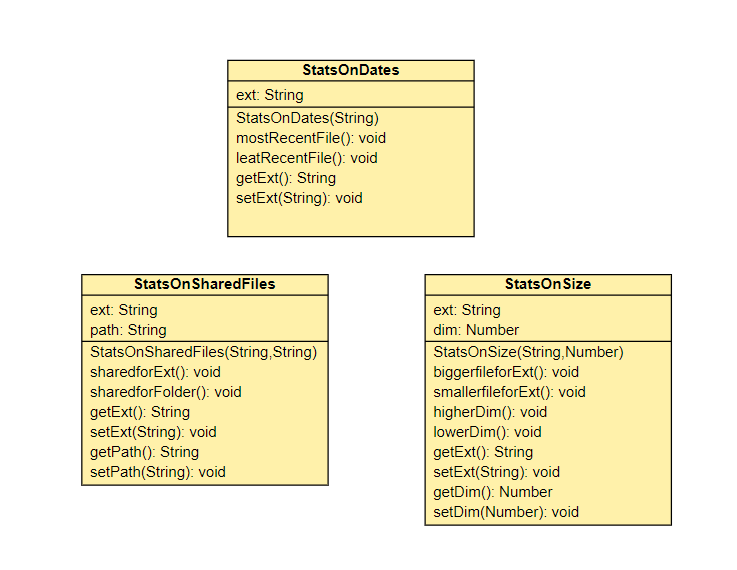 StatsOnDates
ext: String
StatsOnDates(String)
mostRecentFile(): void
leatRecentFile(): void
getExt(): String
setExt(String): void
StatsOnSharedFiles
ext: String
path: String
StatsOnSharedFiles(String,String)
sharedforExt(): void
sharedforFolder(): void
getExt(): String
setExt(String): void
getPath(): String
setPath(String): void
StatsOnSize
ext: String
dim: Number
StatsOnSize(String,Number)
biggerfileforExt(): void
smallerfileforExt(): void
higherDim(): void
lowerDim(): void
getExt(): String
setExt(String): void
getDim(): Number
setDim(Number): void